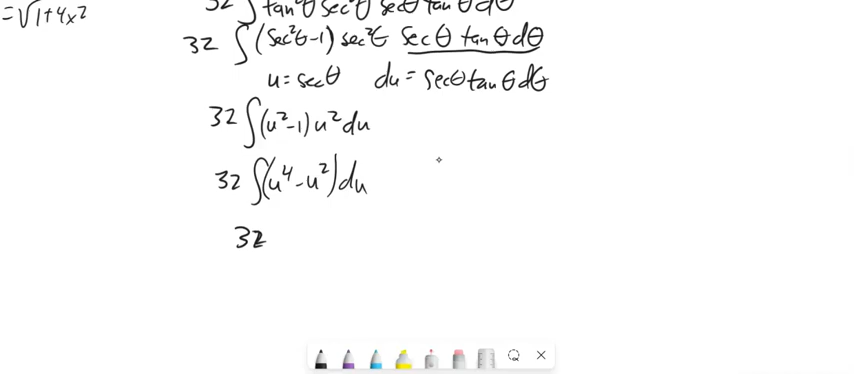 = √1+4x²
32 ∫ tan²θ sec²θ secθ tanθ dθ
32 ∫ (sec²θ-1) sec²θ secθ tanθ dθ
u = secθ du = secθ tanθ dθ
32 ∫ (u²-1) u² du
32 ∫ (u⁴-u²) du
32